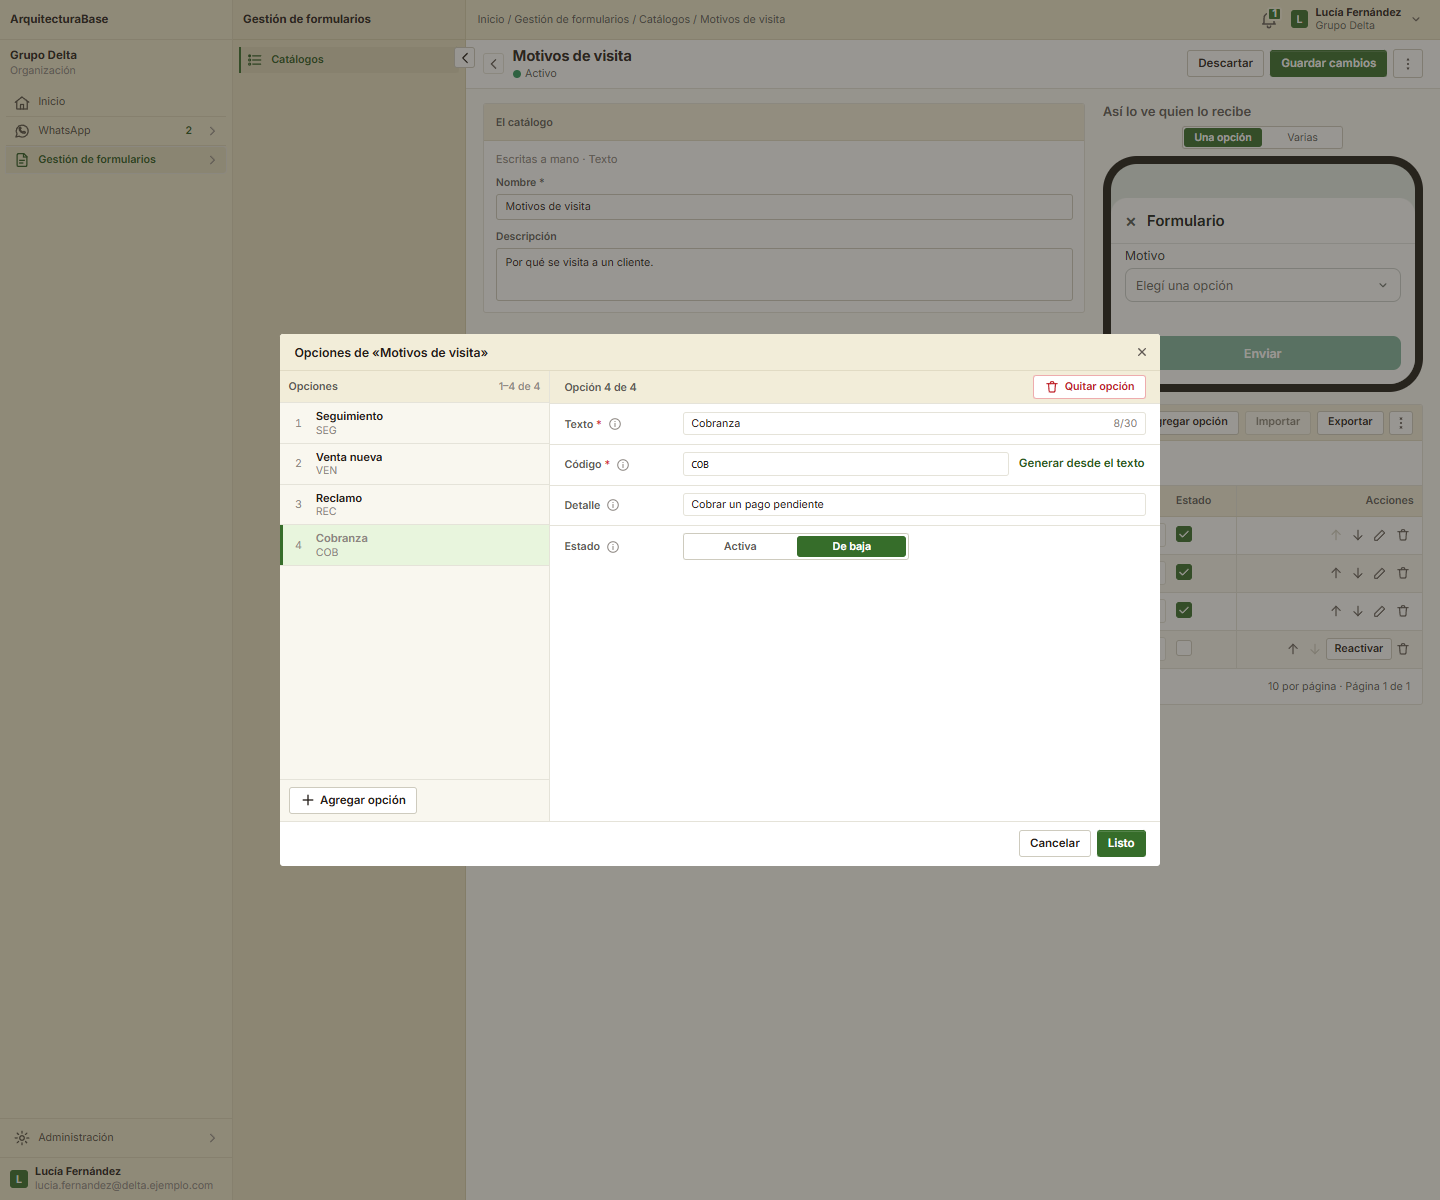 ArquitecturaBase
Gestión de formularios
Inicio / Gestión de formularios / Catálogos / Motivos de visita
1
L
Lucía Fernández
Grupo Delta
Grupo Delta
Organización
Inicio
WhatsApp 2
Gestión de formularios
Catálogos
Motivos de visita
Activo
Descartar
Guardar cambios
El catálogo
Escritas a mano · Texto
Nombre *
Motivos de visita
Descripción
Por qué se visita a un cliente.
Así lo ve quien lo recibe
Una opción
Varias
Formulario
Motivo
Elegí una opción
Enviar
Opciones de «Motivos de visita»
Opciones
1–4 de 4
1 Seguimiento
SEG
2 Venta nueva
VEN
3 Reclamo
REC
4 Cobranza
COB
Agregar opción
Opción 4 de 4
Quitar opción
Texto *
Cobranza
8/30
Código *
COB
Generar desde el texto
Detalle
Cobrar un pago pendiente
Estado
Activa
De baja
Cancelar
Listo
opción
Importar
Exportar
Estado
Acciones
Reactivar
10 por página · Página 1 de 1
Administración
L
Lucía Fernández
lucia.fernandez@delta.ejemplo.com